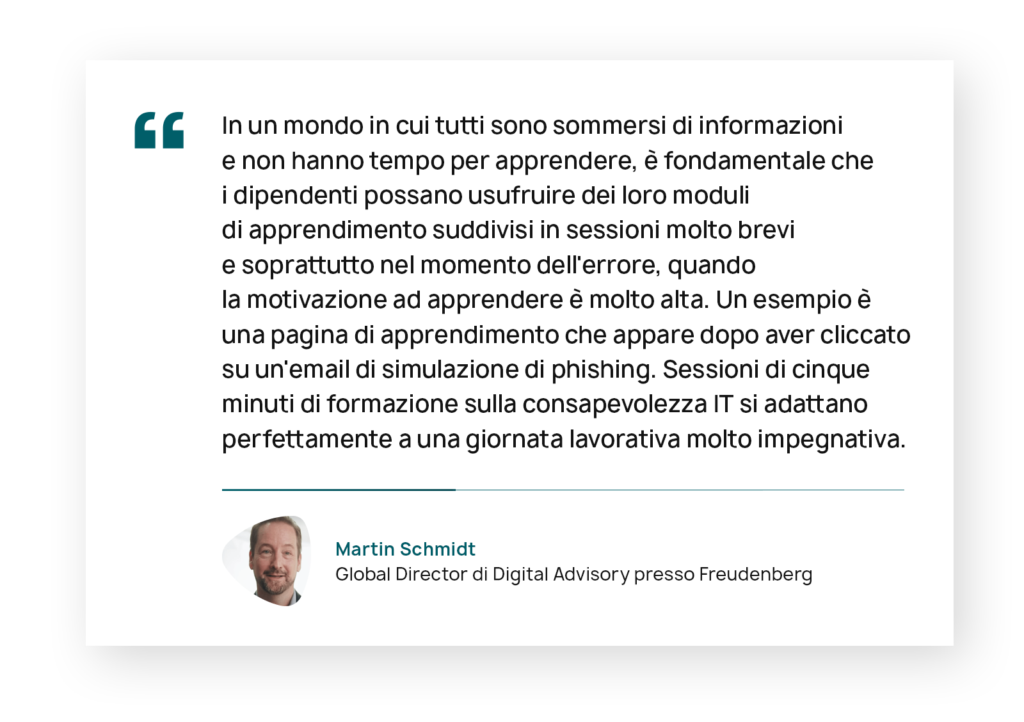 In un mondo in cui tutti sono sommersi di informazioni
e non hanno tempo per apprendere, è fondamentale che
i dipendenti possano usufruire dei loro moduli
di apprendimento suddivisi in sessioni molto brevi
e soprattutto nel momento dell'errore, quando
la motivazione ad apprendere è molto alta. Un esempio è
una pagina di apprendimento che appare dopo aver cliccato
su un'email di simulazione di phishing. Sessioni di cinque
minuti di formazione sulla consapevolezza IT si adattano
perfettamente a una giornata lavorativa molto impegnativa.
Martin Schmidt
Global Director di Digital Advisory presso Freudenberg